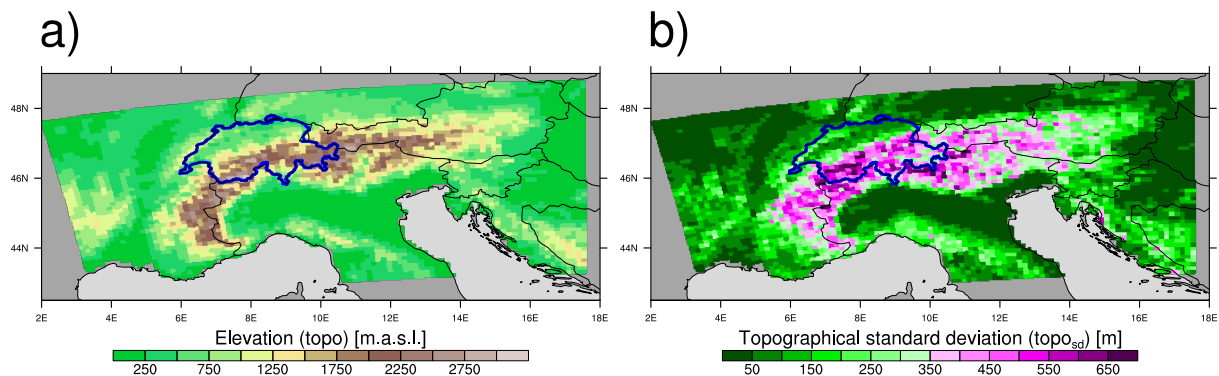 a)
48N
46N
44N
2E 4E 6E 8E 10E 12E 14E 16E 18E
Elevation (topo) [m.a.s.l.]
250 750 1250 1750 2250 2750
b)
48N
46N
44N
2E 4E 6E 8E 10E 12E 14E 16E 18E
Topographical standard deviation (topo_sd) [m]
50 150 250 350 450 550 650